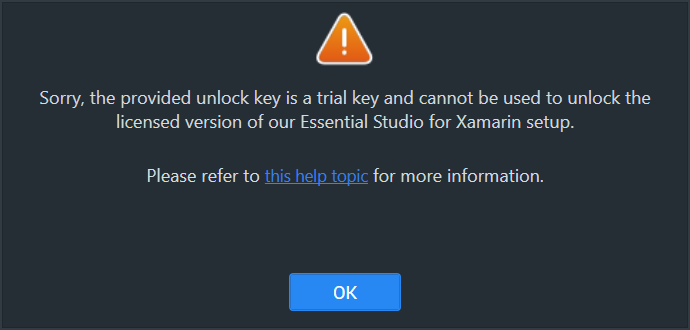 Sorry, the provided unlock key is a trial key and cannot be used to unlock the
licensed version of our Essential Studio for Xamarin setup.
Please refer to this help topic for more information.
OK